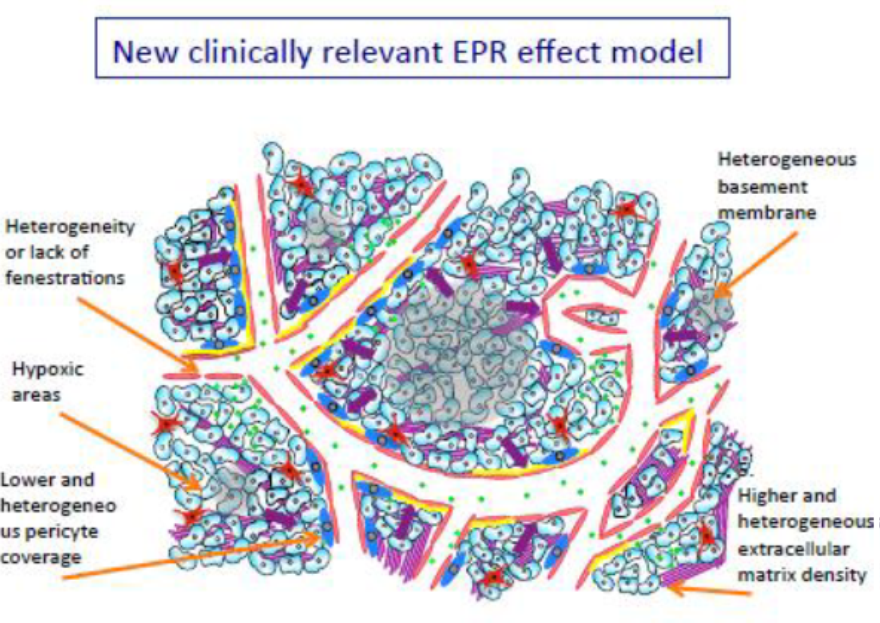 New clinically relevant EPR effect model
Heterogeneous
basement
membrane
Heterogeneity
or lack of
fenestrations
Hypoxic
areas
Lower and
heterogeneo
us pericyte
coverage
Higher and
heterogeneous
extracellular
matrix density